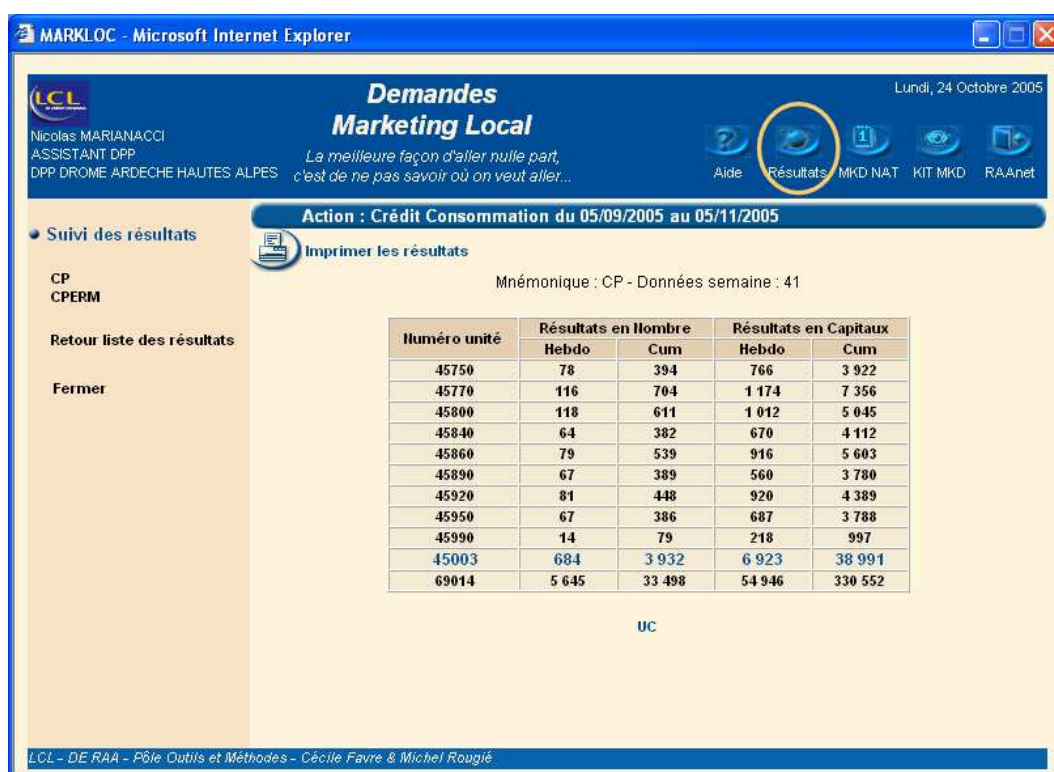 MARKLOC - Microsoft Internet Explorer
LCL
Demandes
Marketing Local
Lundi, 24 Octobre 2005
Nicolas MARIANACCI
ASSISTANT DPP
DPP DROME ARDECHE HAUTES ALPES
La meilleure façon d'aller nulle part,
c'est de ne pas savoir où on veut aller...
Aide Résultats MKD NAT KIT MKD RAAnet
Action : Crédit Consommation du 05/09/2005 au 05/11/2005
Suivi des résultats
Imprimer les résultats
CP
CPERM
Retour liste des résultats
Fermer
Mnémonique : CP - Données semaine : 41
Numéro unité Résultats en Nombre Résultats en Capitaux
Hebdo Cum Hebdo Cum
45750 78 394 766 3 922
45770 116 704 1 174 7 356
45800 118 611 1 012 5 045
45840 64 382 670 4 112
45860 79 539 916 5 603
45890 67 389 560 3 780
45920 81 448 920 4 389
45950 67 386 687 3 788
45990 14 79 218 997
45003 684 3 932 6 923 38 991
69014 5 645 33 498 54 946 330 552
UC
LCL - DE RAA - Pôle Outils et Méthodes - Cécile Favre & Michel Rougié